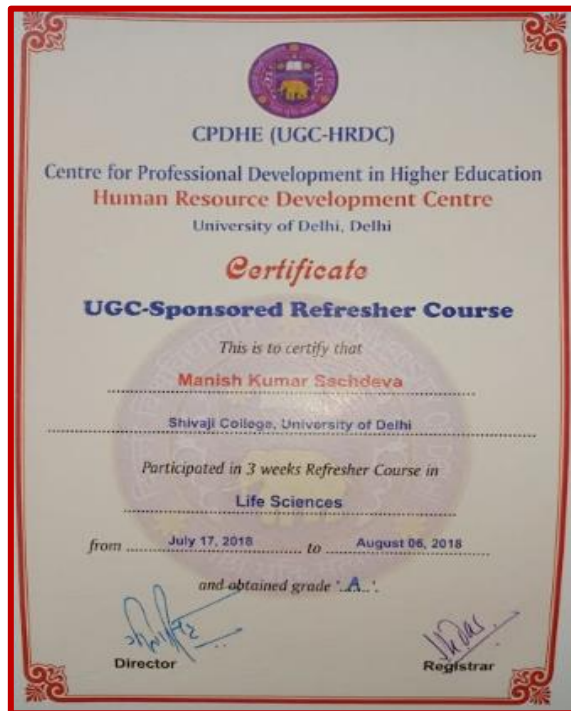 CPDHE (UGC-HRDC)
Centre for Professional Development in Higher Education
Human Resource Development Centre
University of Delhi, Delhi
Certificate
UGC-Sponsored Refresher Course
This is to certify that
Manish Kumar Sachdeva
Shivaji College, University of Delhi
Participated in 3 weeks Refresher Course in
Life Sciences
from July 17, 2018 to August 06, 2018
and obtained grade '..A..'.
Director Registrar